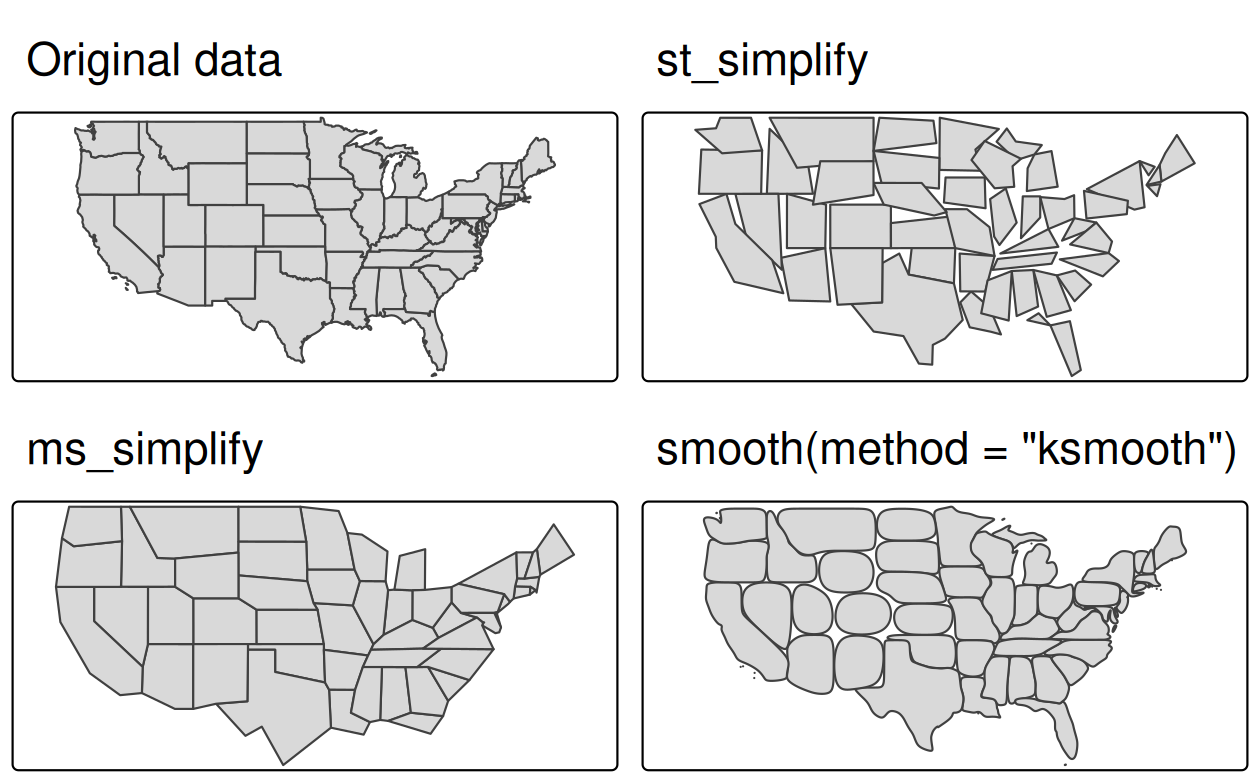 Original data
st_simplify
ms_simplify
smooth(method = "ksmooth")